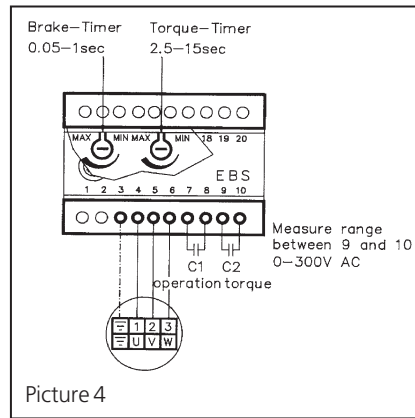 Brake–Timer Torque–Timer
0.05–1sec 2.5–15sec
MAX MIN MAX MIN 18 19 20
EBS
1 2 3 4 5 6 7 8 9 10
Measure range
between 9 and 10
0–300V AC
C1 C2
operation torque
1 2 3
U V W
Picture 4